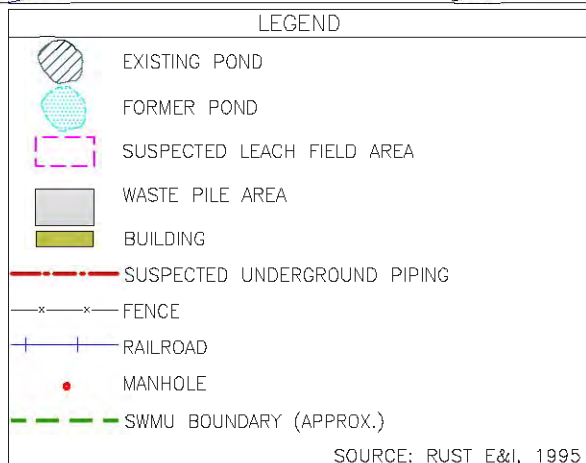 LEGEND
EXISTING POND
FORMER POND
SUSPECTED LEACH FIELD AREA
WASTE PILE AREA
BUILDING
SUSPECTED UNDERGROUND PIPING
FENCE
RAILROAD
MANHOLE
SWMU BOUNDARY (APPROX.)
SOURCE: RUST E&I, 1995